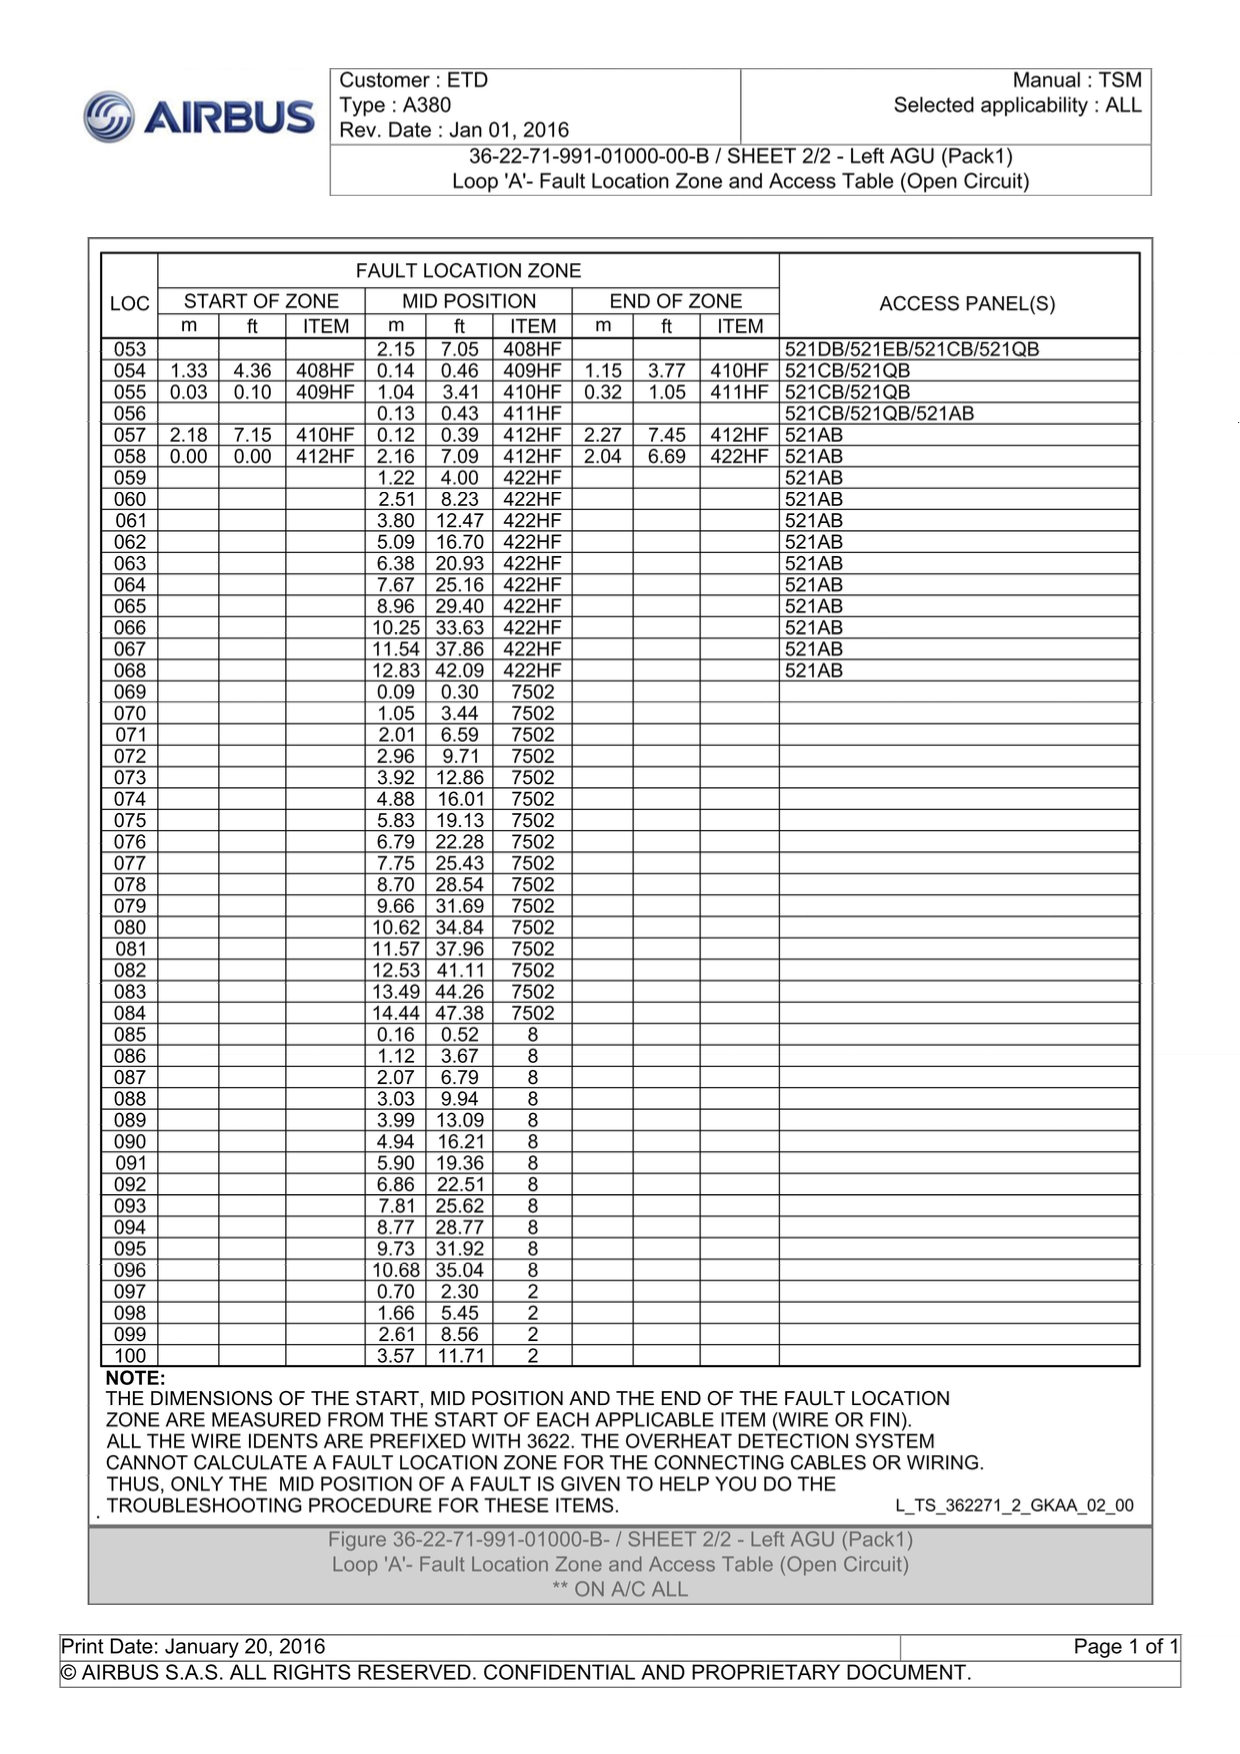 AIRBUS
Customer : ETD
Type : A380
Rev. Date : Jan 01, 2016
Manual : TSM
Selected applicability : ALL
36-22-71-991-01000-00-B / SHEET 2/2 - Left AGU (Pack1)
Loop 'A'- Fault Location Zone and Access Table (Open Circuit)
FAULT LOCATION ZONE
LOC START OF ZONE MID POSITION END OF ZONE ACCESS PANEL(S)
m ft ITEM m ft ITEM m ft ITEM
053 2.15 7.05 408HF 521DB/521EB/521CB/521QB
054 1.33 4.36 408HF 0.14 0.46 409HF 1.15 3.77 410HF 521CB/521QB
055 0.03 0.10 409HF 1.04 3.41 410HF 0.32 1.05 411HF 521CB/521QB
056 0.13 0.43 411HF 521CB/521QB/521AB
057 2.18 7.15 410HF 0.12 0.39 412HF 2.27 7.45 412HF 521AB
058 0.00 0.00 412HF 2.16 7.09 412HF 2.04 6.69 422HF 521AB
059 1.22 4.00 422HF 521AB
060 2.51 8.23 422HF 521AB
061 3.80 12.47 422HF 521AB
062 5.09 16.70 422HF 521AB
063 6.38 20.93 422HF 521AB
064 7.67 25.16 422HF 521AB
065 8.96 29.40 422HF 521AB
066 10.25 33.63 422HF 521AB
067 11.54 37.86 422HF 521AB
068 12.83 42.09 422HF 521AB
069 0.09 0.30 7502
070 1.05 3.44 7502
071 2.01 6.59 7502
072 2.96 9.71 7502
073 3.92 12.86 7502
074 4.88 16.01 7502
075 5.83 19.13 7502
076 6.79 22.28 7502
077 7.75 25.43 7502
078 8.70 28.54 7502
079 9.66 31.69 7502
080 10.62 34.84 7502
081 11.57 37.96 7502
082 12.53 41.11 7502
083 13.49 44.26 7502
084 14.44 47.38 7502
085 0.16 0.52 8
086 1.12 3.67 8
087 2.07 6.79 8
088 3.03 9.94 8
089 3.99 13.09 8
090 4.94 16.21 8
091 5.90 19.36 8
092 6.86 22.51 8
093 7.81 25.62 8
094 8.77 28.77 8
095 9.73 31.92 8
096 10.68 35.04 8
097 0.70 2.30 2
098 1.66 5.45 2
099 2.61 8.56 2
100 3.57 11.71 2
NOTE:
THE DIMENSIONS OF THE START, MID POSITION AND THE END OF THE FAULT LOCATION
ZONE ARE MEASURED FROM THE START OF EACH APPLICABLE ITEM (WIRE OR FIN).
ALL THE WIRE IDENTS ARE PREFIXED WITH 3622. THE OVERHEAT DETECTION SYSTEM
CANNOT CALCULATE A FAULT LOCATION ZONE FOR THE CONNECTING CABLES OR WIRING.
THUS, ONLY THE MID POSITION OF A FAULT IS GIVEN TO HELP YOU DO THE
TROUBLESHOOTING PROCEDURE FOR THESE ITEMS. L_TS_362271_2_GKAA_02_00
Figure 36-22-71-991-01000-B- / SHEET 2/2 - Left AGU (Pack1)
Loop 'A'- Fault Location Zone and Access Table (Open Circuit)
** ON A/C ALL
Print Date: January 20, 2016 Page 1 of 1
© AIRBUS S.A.S. ALL RIGHTS RESERVED. CONFIDENTIAL AND PROPRIETARY DOCUMENT.